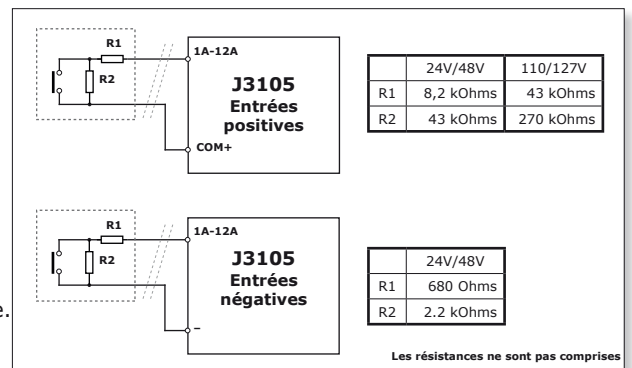 R1
R2
1A-12A
J3105
Entrées
positives
COM+
24V/48V 110/127V
R1 8,2 kOhms 43 kOhms
R2 43 kOhms 270 kOhms
R1
R2
1A-12A
J3105
Entrées
négatives
–
24V/48V
R1 680 Ohms
R2 2.2 kOhms
e.
Les résistances ne sont pas comprises